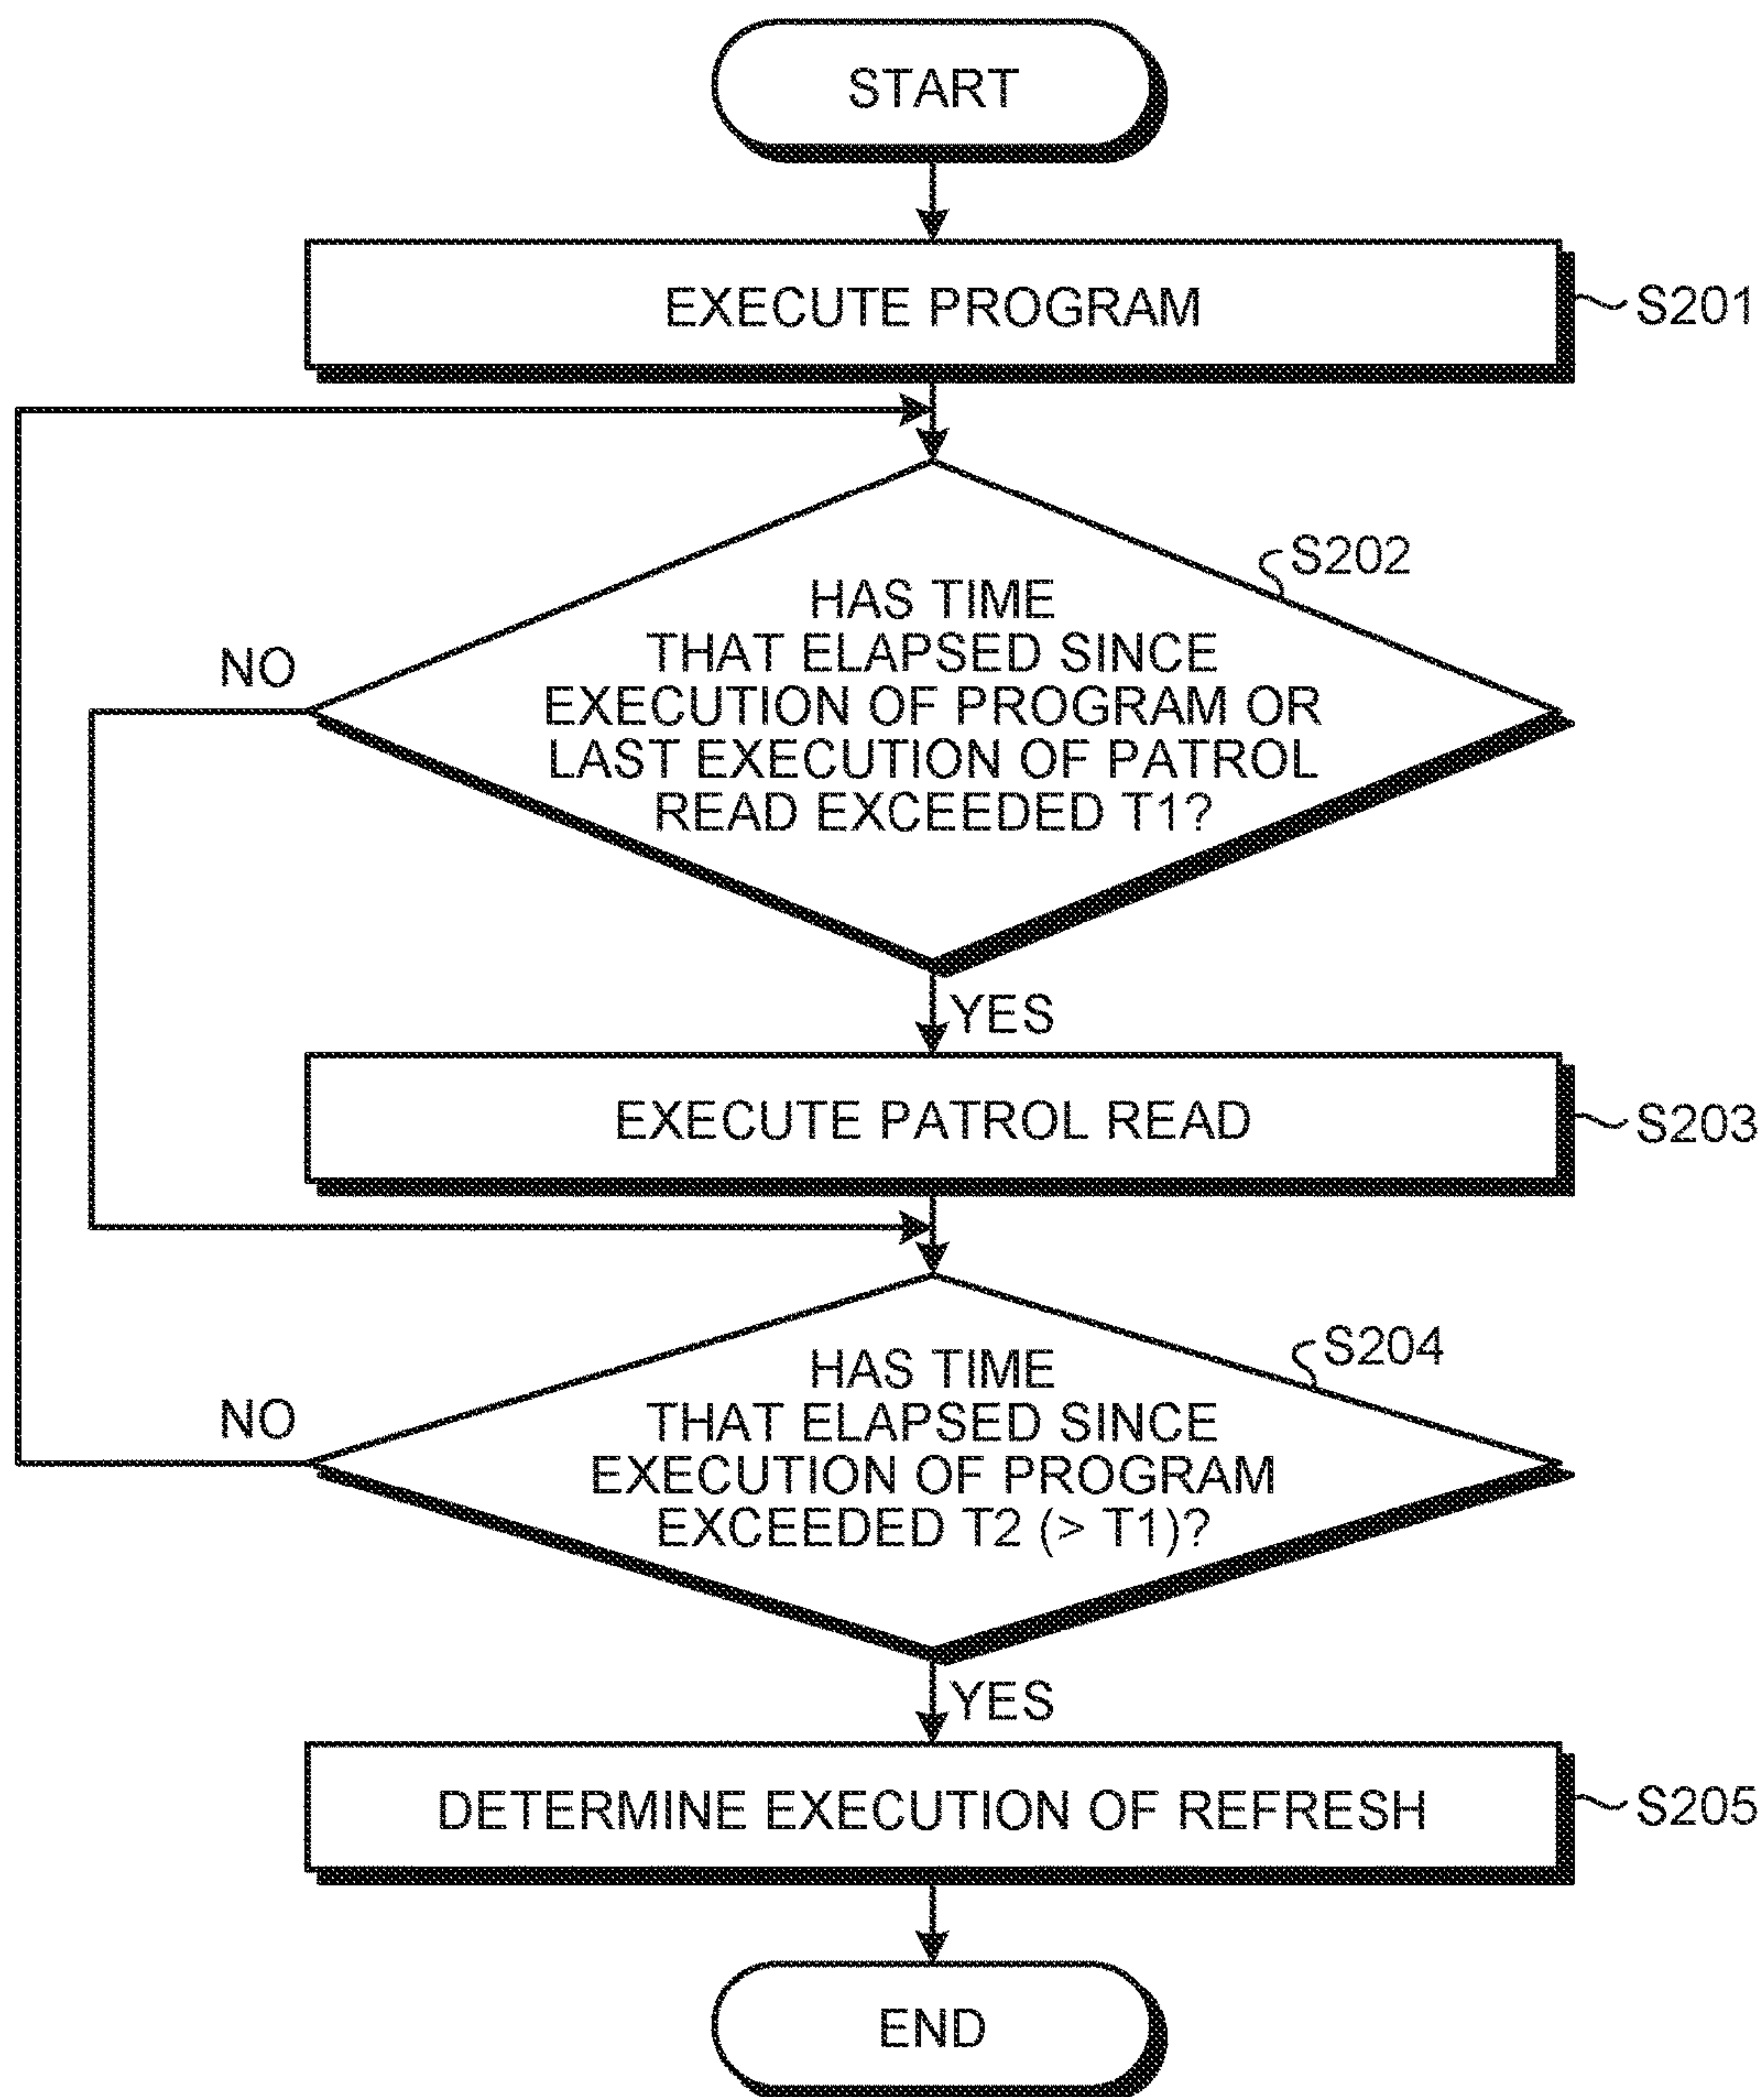 START
EXECUTE PROGRAM
S201
S202
HAS TIME
THAT ELAPSED SINCE
EXECUTION OF PROGRAM OR
LAST EXECUTION OF PATROL
READ EXCEEDED T1?
NO
YES
EXECUTE PATROL READ
S203
S204
HAS TIME
THAT ELAPSED SINCE
EXECUTION OF PROGRAM
EXCEEDED T2 (> T1)?
NO
YES
DETERMINE EXECUTION OF REFRESH
S205
END